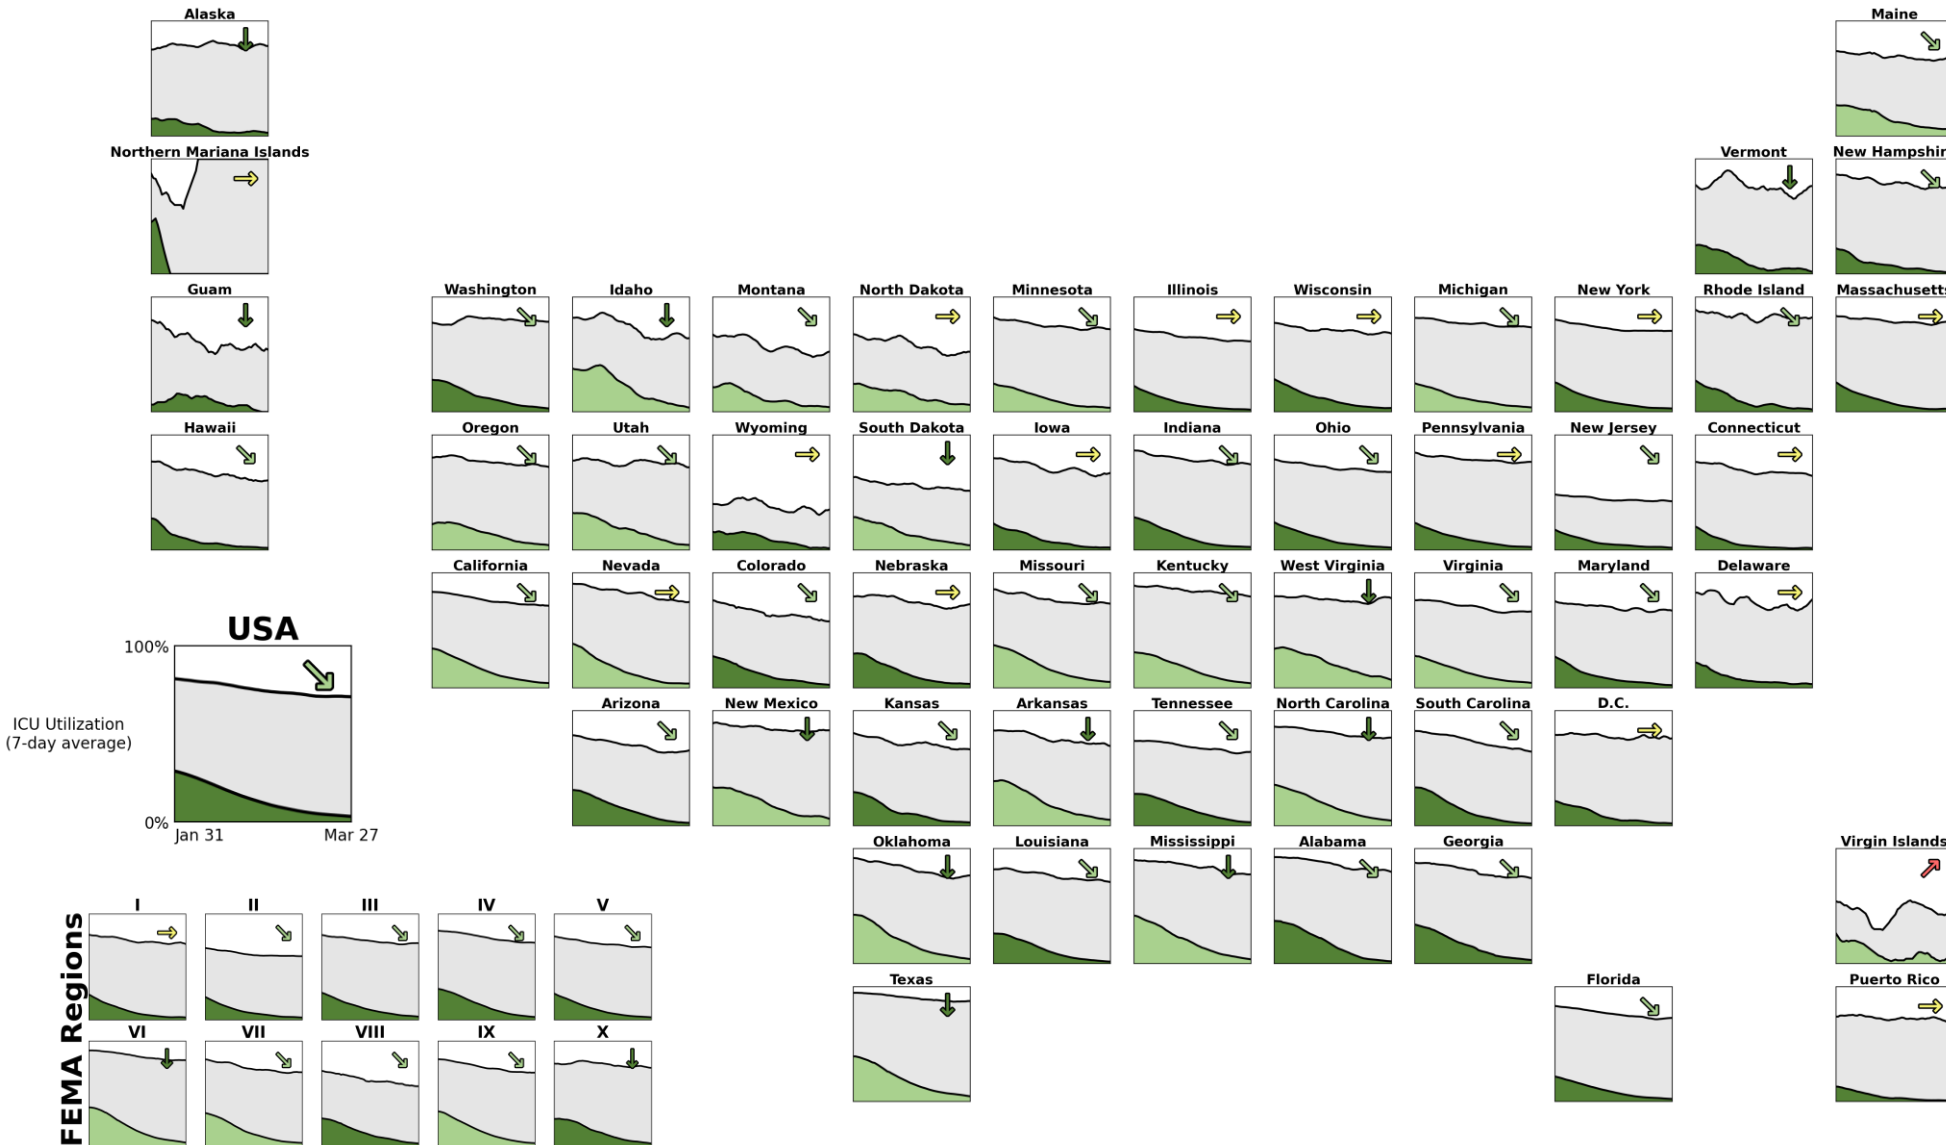 Alaska
Maine
Northern Mariana Islands
Vermont
New Hampshir
Guam
Washington
Idaho
Montana
North Dakota
Minnesota
Illinois
Wisconsin
Michigan
New York
Rhode Island
Massachusetts
Hawaii
Oregon
Utah
Wyoming
South Dakota
Iowa
Indiana
Ohio
Pennsylvania
New Jersey
Connecticut
California
Nevada
Colorado
Nebraska
Missouri
Kentucky
West Virginia
Virginia
Maryland
Delaware
USA
100%
ICU Utilization
(7-day average)
0%
Jan 31
Mar 27
Arizona
New Mexico
Kansas
Arkansas
Tennessee
North Carolina
South Carolina
D.C.
Oklahoma
Louisiana
Mississippi
Alabama
Georgia
Virgin Islands
Texas
Florida
Puerto Rico
FEMA Regions
I
II
III
IV
V
VI
VII
VIII
IX
X